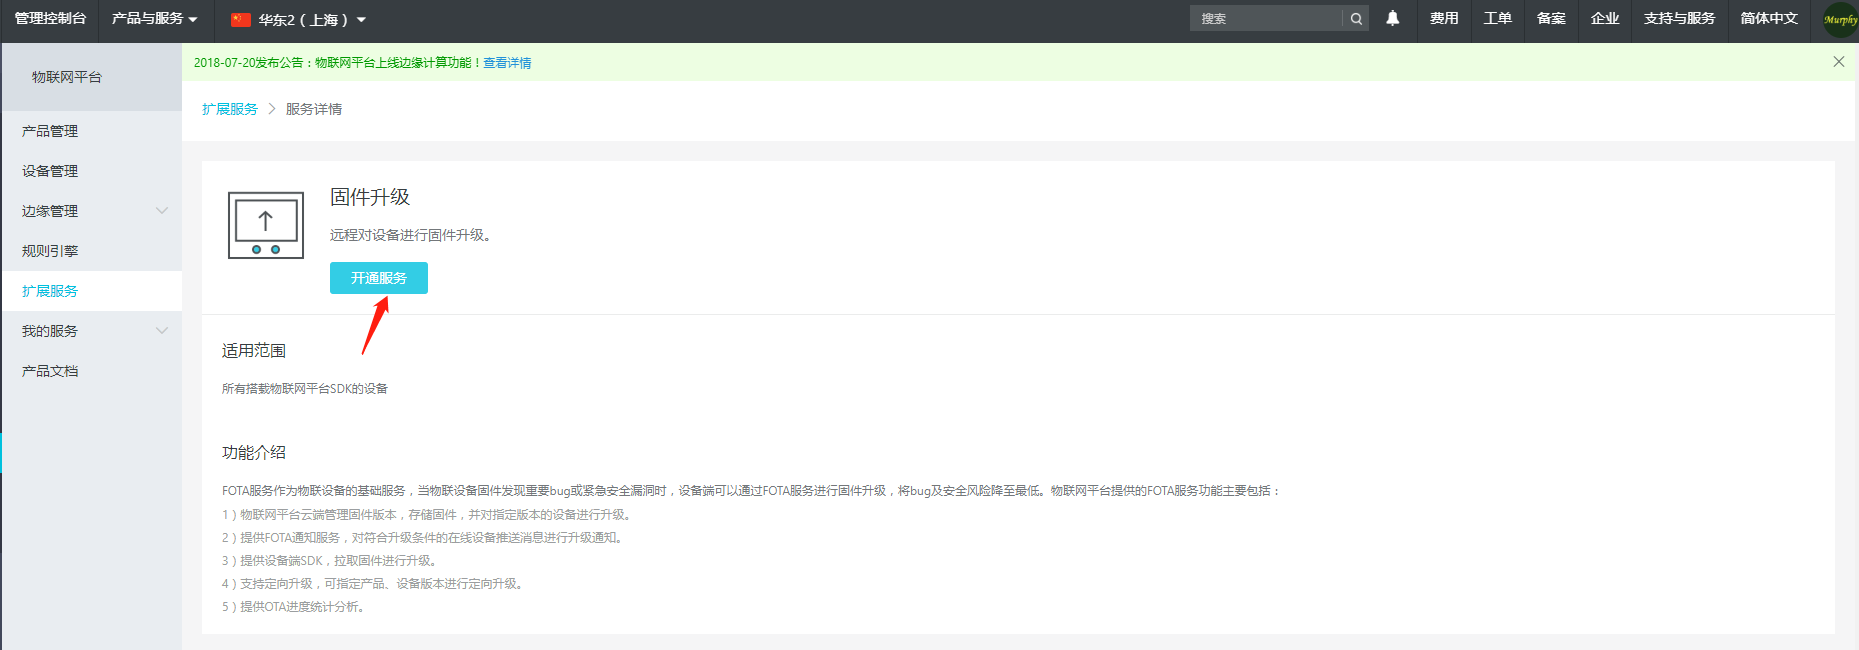 管理控制台 产品与服务 华东2（上海） 搜索 费用 工单 备案 企业 支持与服务 简体中文 Murphy
物联网平台
产品管理
设备管理
边缘管理
规则引擎
扩展服务
我的服务
产品文档
2018-07-20发布公告：物联网平台上线边缘计算功能！查看详情
扩展服务 > 服务详情
固件升级
远程对设备进行固件升级。
开通服务
适用范围
所有搭载物联网平台SDK的设备
功能介绍
FOTA服务作为物联设备的基础服务，当物联设备固件发现重要bug或紧急安全漏洞时，设备端可以通过FOTA服务进行固件升级，将bug及安全风险降至最低。物联网平台提供的FOTA服务功能主要包括：
1）物联网平台云端管理固件版本，存储固件，并对指定版本的设备进行升级。
2）提供FOTA通知服务，对符合升级条件的在线设备推送消息进行升级通知。
3）提供设备端SDK，拉取固件进行升级。
4）支持定向升级，可指定产品、设备版本进行定向升级。
5）提供OTA进度统计分析。